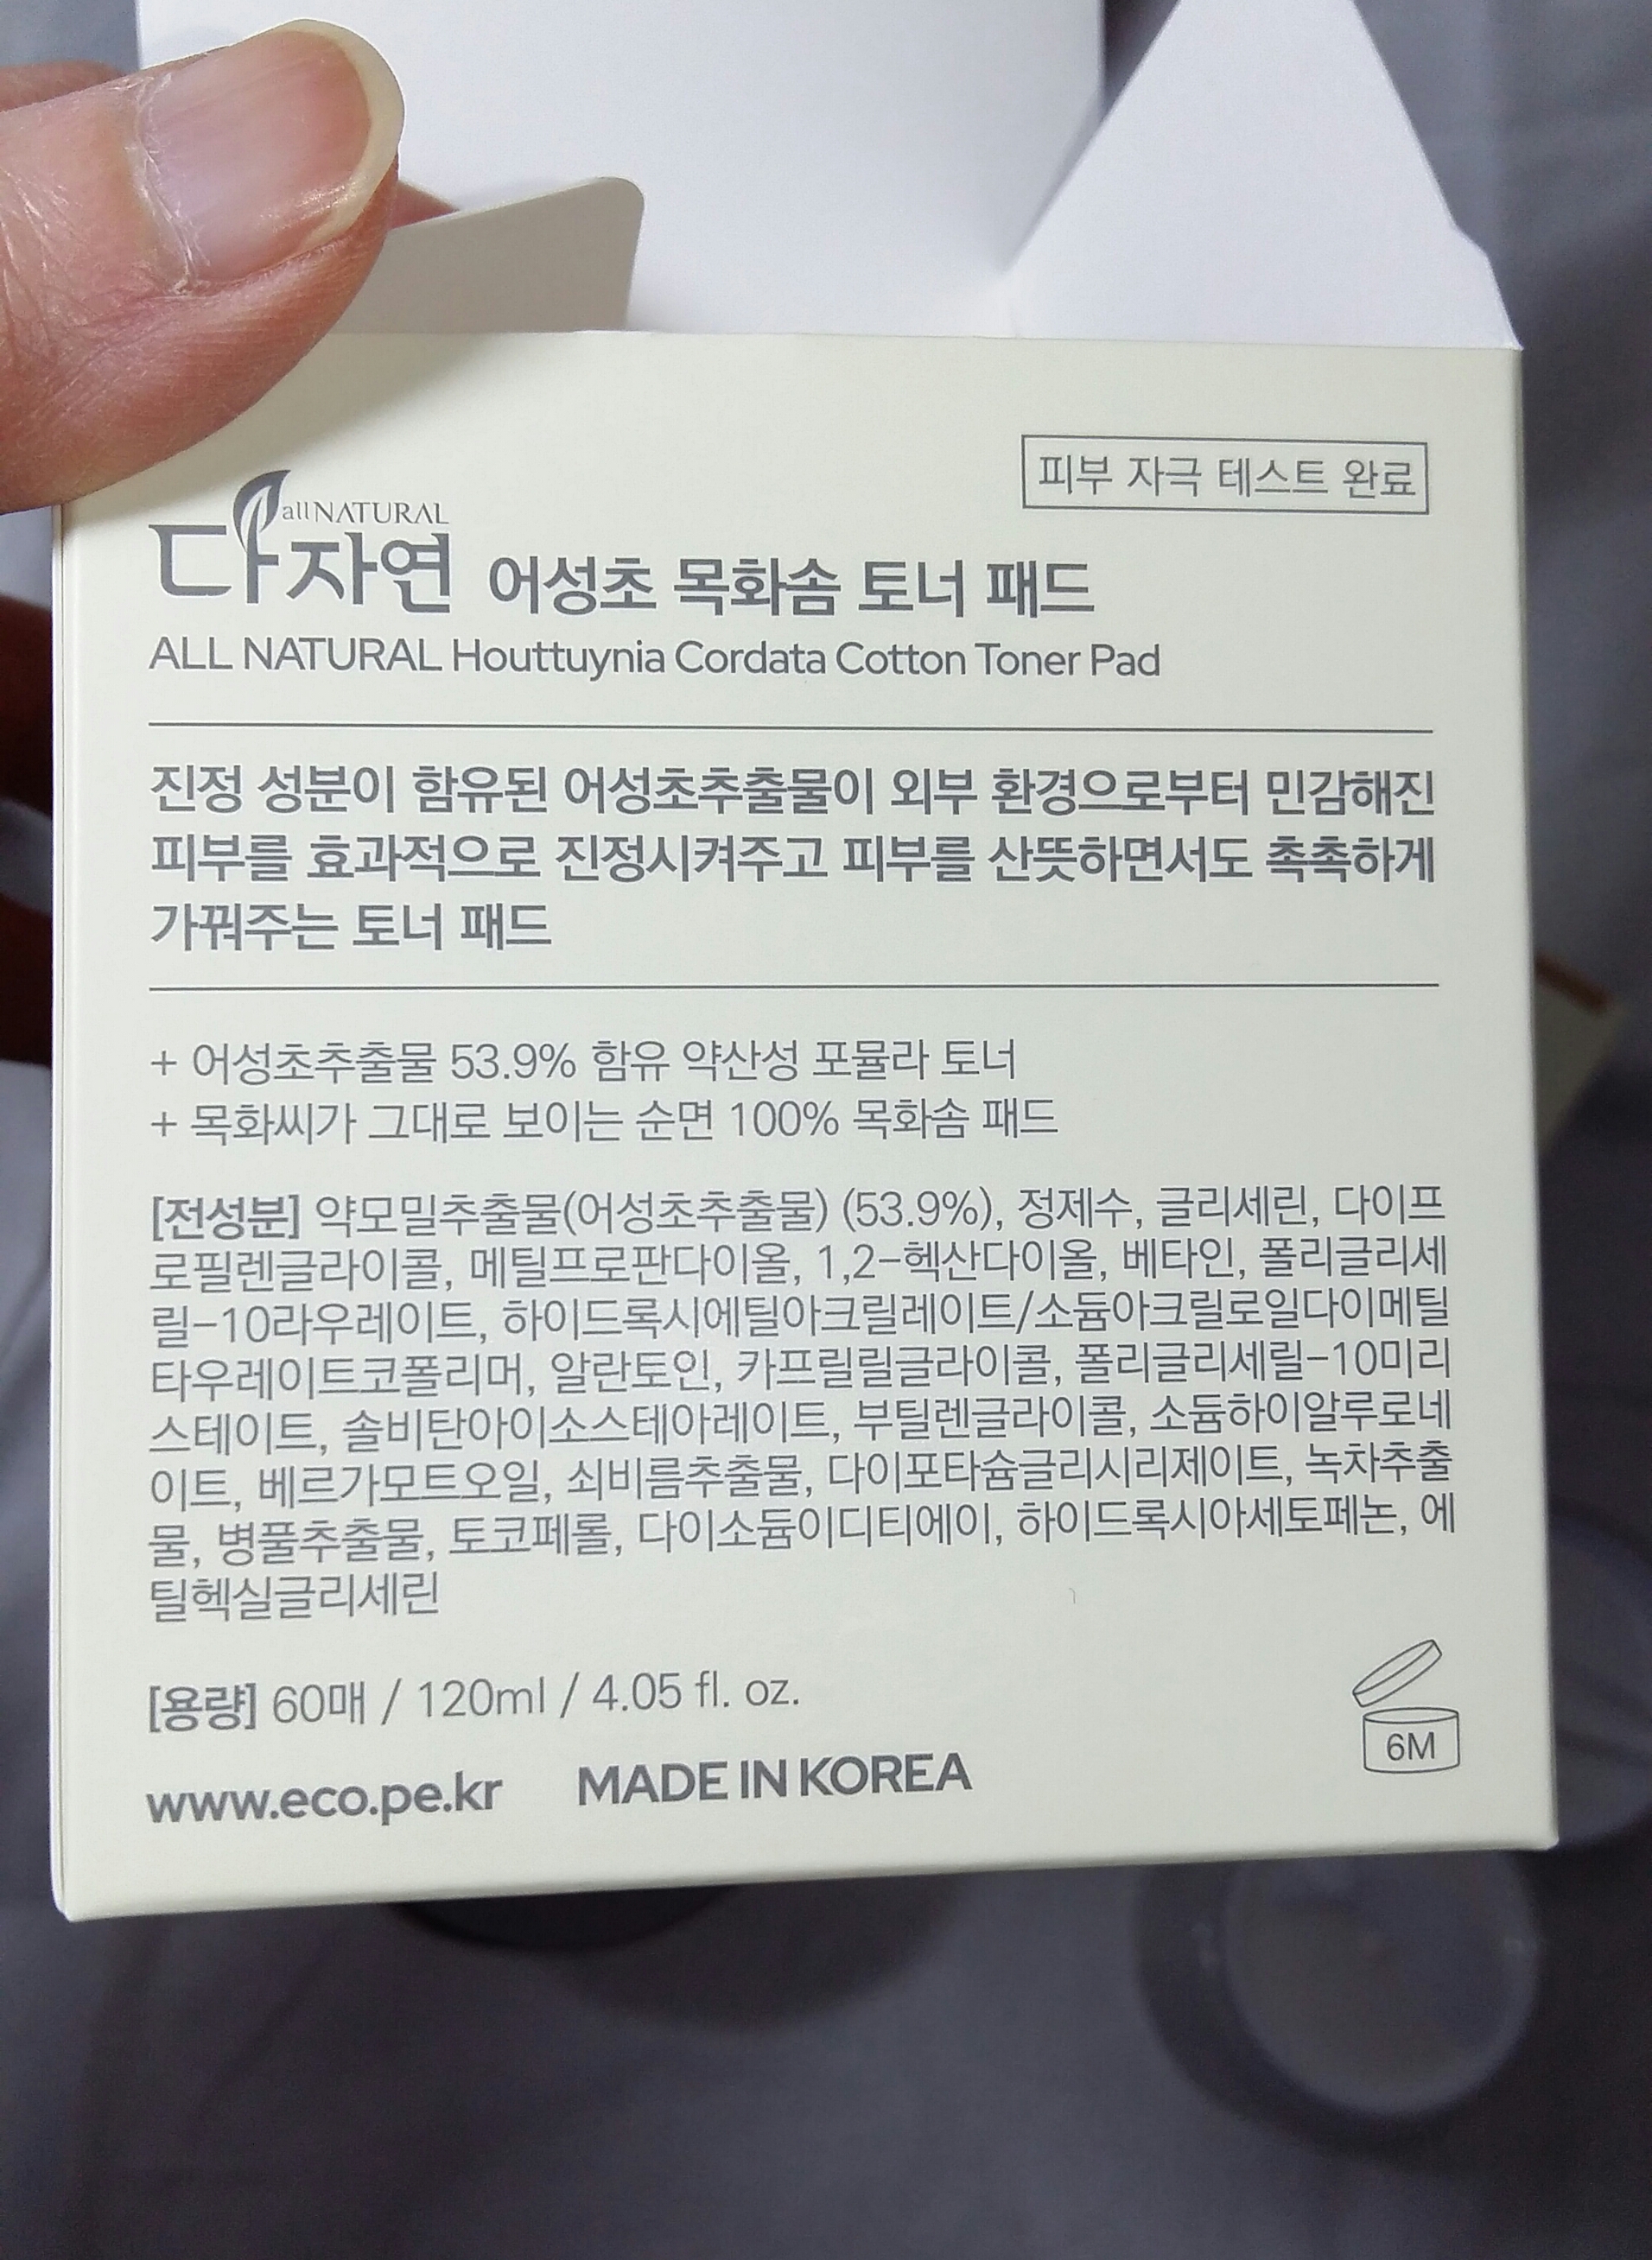 피부 자극 테스트 완료
all NATURAL
다자연 어성초 목화솜 토너 패드
ALL NATURAL Houttuynia Cordata Cotton Toner Pad
진정 성분이 함유된 어성초추출물이 외부 환경으로부터 민감해진
피부를 효과적으로 진정시켜주고 피부를 산뜻하면서도 촉촉하게
가꿔주는 토너 패드
+ 어성초추출물 53.9% 함유 약산성 포뮬라 토너
+ 목화씨가 그대로 보이는 순면 100% 목화솜 패드
[전성분] 약모밀추출물(어성초추출물) (53.9%), 정제수, 글리세린, 다이프
로필렌글라이콜, 메틸프로판다이올, 1,2-헥산다이올, 베타인, 폴리글리세
릴-10라우레이트, 하이드록시에틸아크릴레이트/소듐아크릴로일다이메틸
타우레이트코폴리머, 알란토인, 카프릴릴글라이콜, 폴리글리세릴-10미리
스테이트, 솔비탄아이소스테아레이트, 부틸렌글라이콜, 소듐하이알루로네
이트, 베르가모트오일, 쇠비름추출물, 다이포타슘글리시리제이트, 녹차추출
물, 병풀추출물, 토코페롤, 다이소듐이디티에이, 하이드록시아세토페논, 에
틸헥실글리세린
[용량] 60매 / 120ml / 4.05 fl. oz.
6M
www.eco.pe.kr MADE IN KOREA